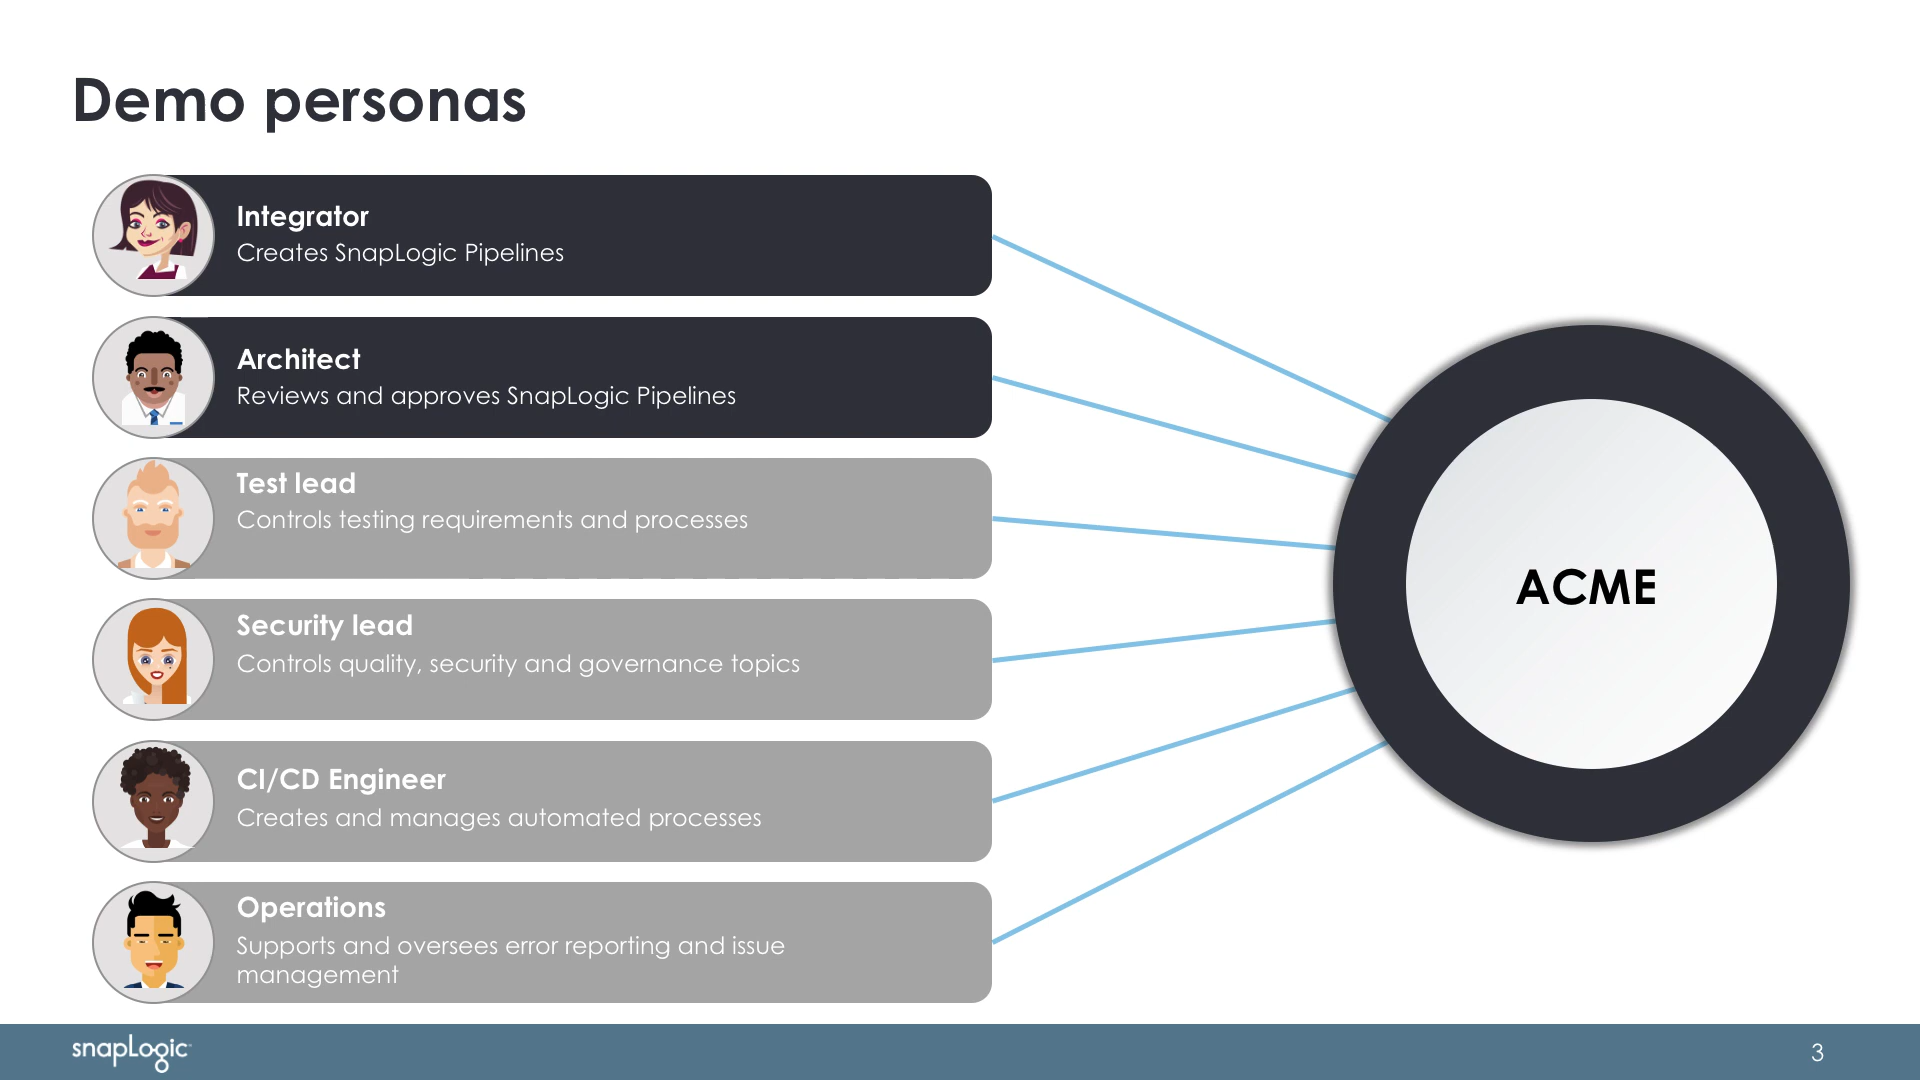 Demo personas
Integrator
Creates SnapLogic Pipelines
Architect
Reviews and approves SnapLogic Pipelines
Test lead
Controls testing requirements and processes
Security lead
Controls quality, security and governance topics
CI/CD Engineer
Creates and manages automated processes
Operations
Supports and oversees error reporting and issue
management
ACME
snapLogic
3